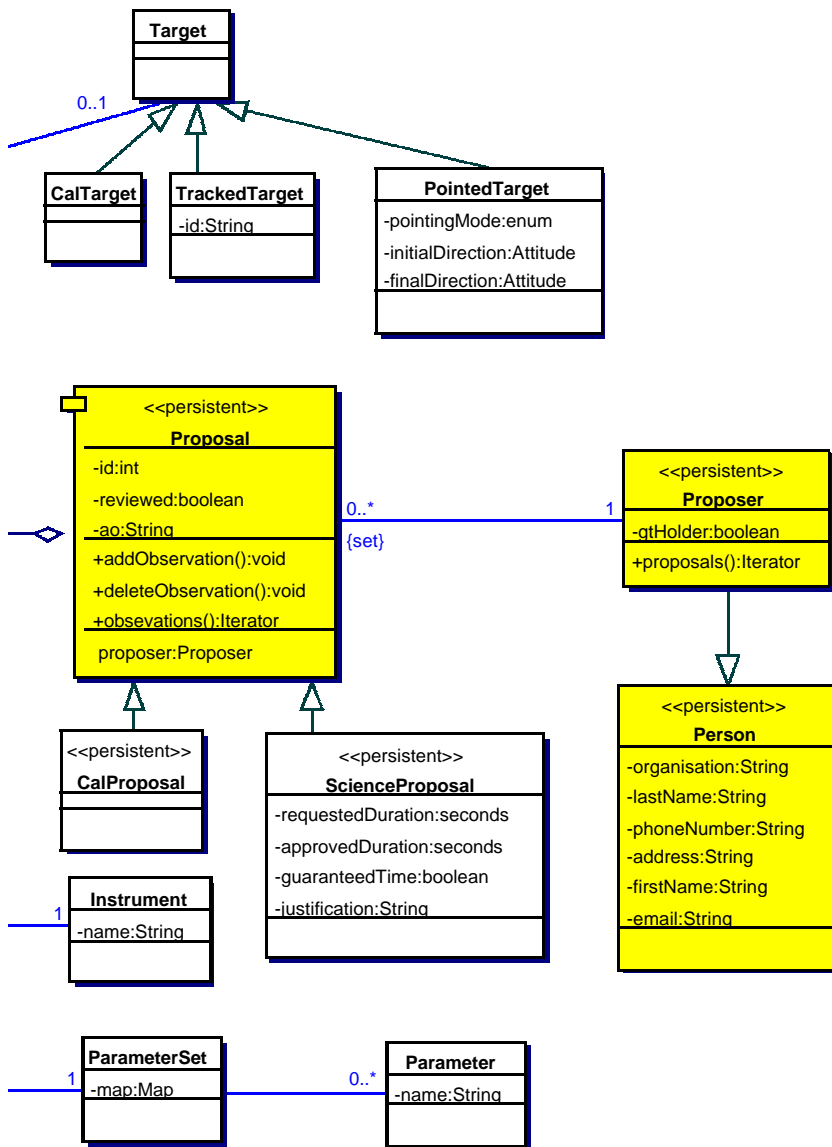 Target
0..1
CalTarget
TrackedTarget
-id:String
PointedTarget
-pointingMode:enum
-initialDirection:Attitude
-finalDirection:Attitude
<<persistent>>
Proposal
-id:int
-reviewed:boolean
-ao:String
+addObservation():void
+deleteObservation():void
+obsevations():Iterator
proposer:Proposer
0..*
{set}
1
<<persistent>>
Proposer
-gtHolder:boolean
+proposals():Iterator
<<persistent>>
CalProposal
<<persistent>>
ScienceProposal
-requestedDuration:seconds
-approvedDuration:seconds
-guaranteedTime:boolean
-justification:String
<<persistent>>
Person
-organisation:String
-lastName:String
-phoneNumber:String
-address:String
-firstName:String
-email:String
1
Instrument
-name:String
1
ParameterSet
-map:Map
0..*
Parameter
-name:String